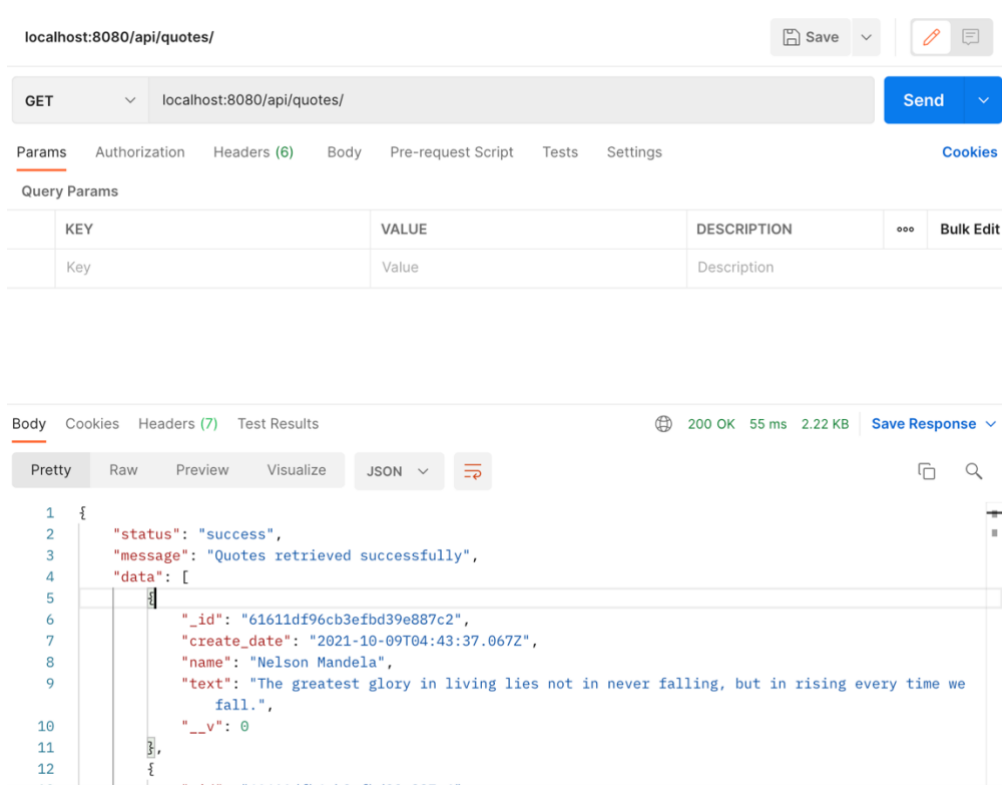 localhost:8080/api/quotes/ Save
GET localhost:8080/api/quotes/ Send
Params Authorization Headers (6) Body Pre-request Script Tests Settings Cookies
Query Params
KEY VALUE DESCRIPTION ooo Bulk Edit
Key Value Description
Body Cookies Headers (7) Test Results 200 OK 55 ms 2.22 KB Save Response
Pretty Raw Preview Visualize JSON
1 {
2 "status": "success",
3 "message": "Quotes retrieved successfully",
4 "data": [
5 {
6 "_id": "61611df96cb3efbd39e887c2",
7 "create_date": "2021-10-09T04:43:37.067Z",
8 "name": "Nelson Mandela",
9 "text": "The greatest glory in living lies not in never falling, but in rising every time we
fall.",
10 "__v": 0
11 },
12 {